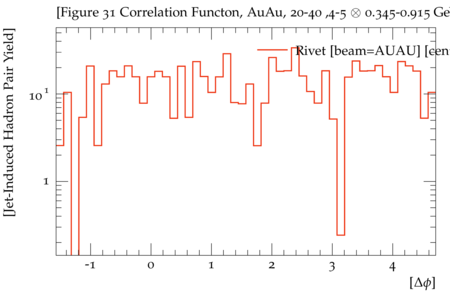 [Figure 31 Correlation Functon, AuAu, 20-40 ,4-5 ⊗ 0.345-0.915 Ge
[Jet-Induced Hadron Pair Yield]
Rivet [beam=AUAU] [cen
10¹
1
-1 0 1 2 3 4
[Δϕ]